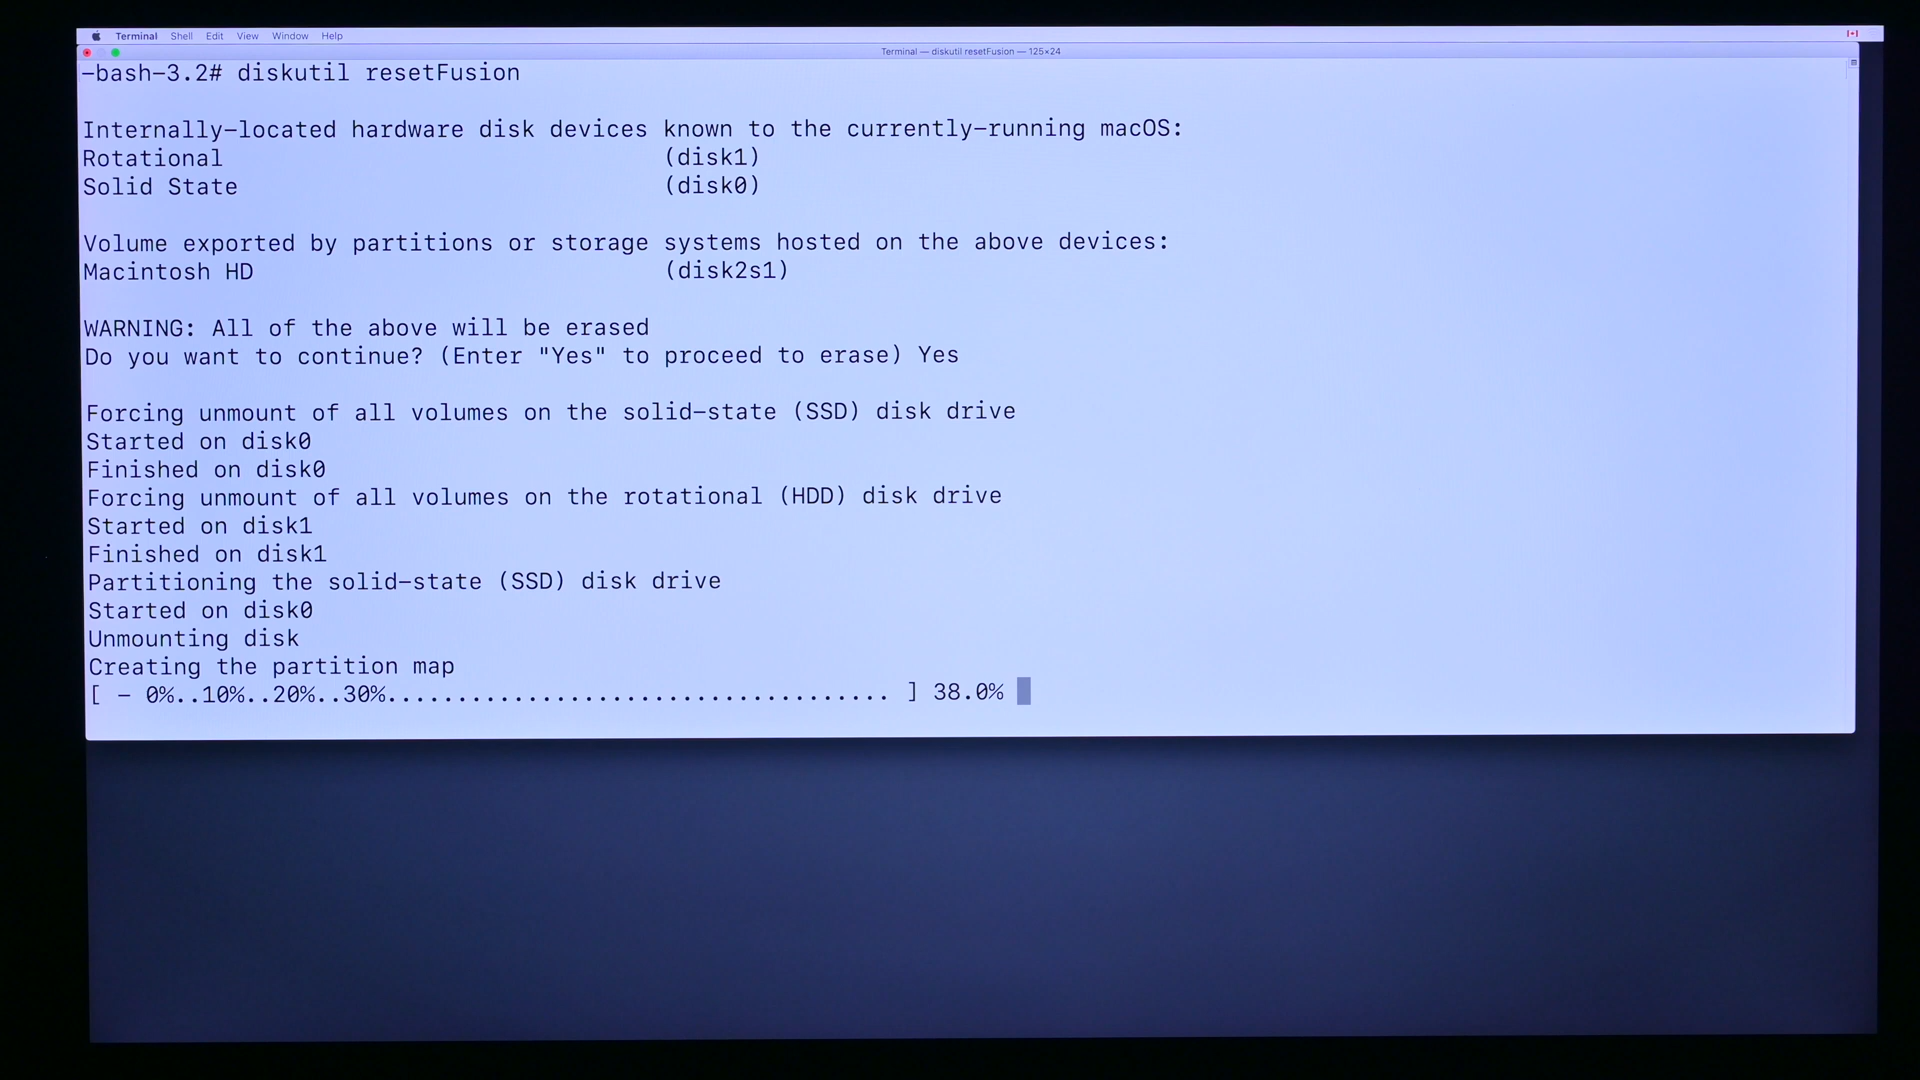 Terminal Shell Edit View Window Help
Terminal — diskutil resetFusion — 125×24
-bash-3.2# diskutil resetFusion
Internally-located hardware disk devices known to the currently-running macOS:
Rotational (disk1)
Solid State (disk0)
Volume exported by partitions or storage systems hosted on the above devices:
Macintosh HD (disk2s1)
WARNING: All of the above will be erased
Do you want to continue? (Enter "Yes" to proceed to erase) Yes
Forcing unmount of all volumes on the solid-state (SSD) disk drive
Started on disk0
Finished on disk0
Forcing unmount of all volumes on the rotational (HDD) disk drive
Started on disk1
Finished on disk1
Partitioning the solid-state (SSD) disk drive
Started on disk0
Unmounting disk
Creating the partition map
[ - 0%..10%..20%..30%.................................... ] 38.0%